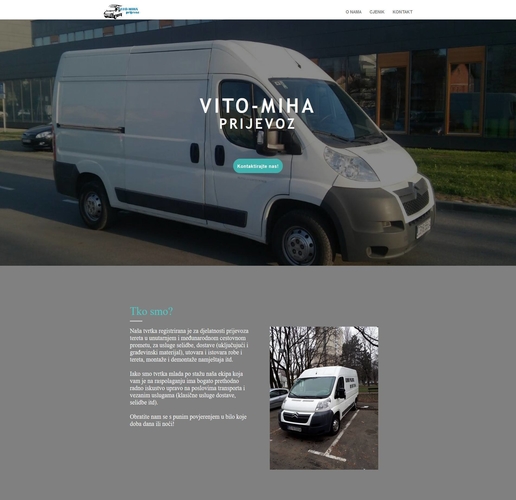 VITO-MIHA
prijevoz
O NAMA CJENIK KONTAKT
VITO-MIHA
PRIJEVOZ
Kontaktirajte nas!
Tko smo?
Naša tvrtka registrirana je za djelatnosti prijevoza
tereta u unutarnjem i međunarodnom cestovnom
prometu, za usluge selidbe, dostave (uključujući i
građevinski materijal), utovara i istovara robe i
tereta, montaže i demontaže namještaja itd.
Iako smo tvrtka mlada po stažu naša ekipa koja
vam je na raspolaganju ima bogato prethodno
radno iskustvo upravo na poslovima transporta i
vezanim uslugama (klasične usluge dostave,
selidbe itd).
Obratite nam se s punim povjerenjem u bilo koje
doba dana ili noći!